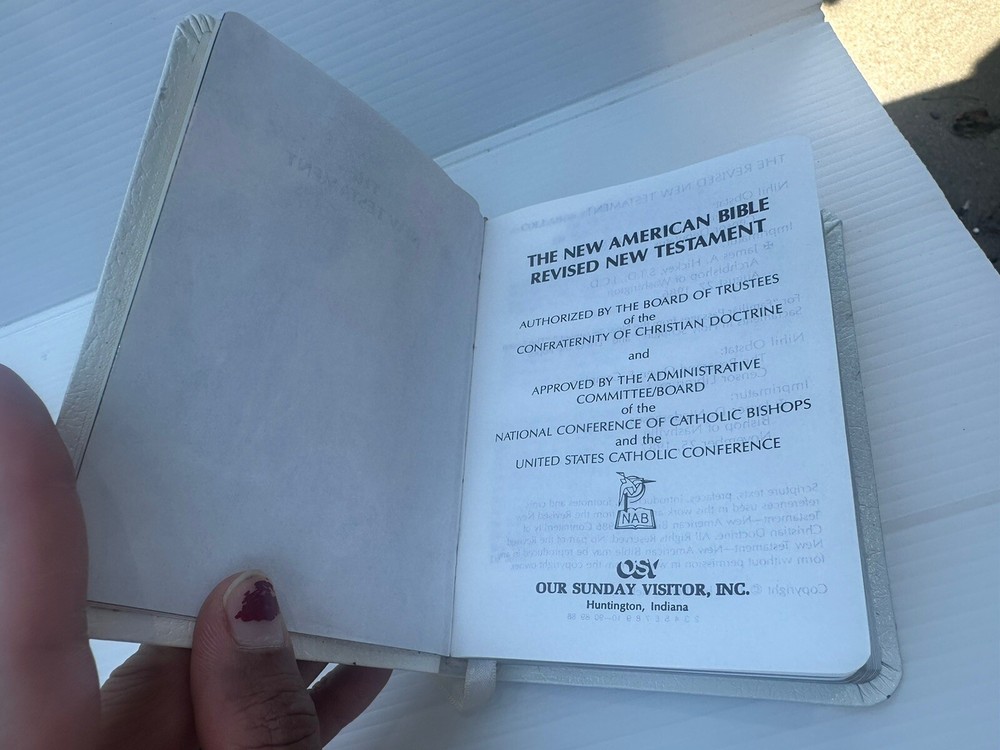 THE NEW AMERICAN BIBLE
REVISED NEW TESTAMENT
AUTHORIZED BY THE BOARD OF TRUSTEES
of the
CONFRATERNITY OF CHRISTIAN DOCTRINE
and
APPROVED BY THE ADMINISTRATIVE
COMMITTEE/BOARD
of the
NATIONAL CONFERENCE OF CATHOLIC BISHOPS
and the
UNITED STATES CATHOLIC CONFERENCE
NAB
OSV
OUR SUNDAY VISITOR, INC.
Huntington, Indiana